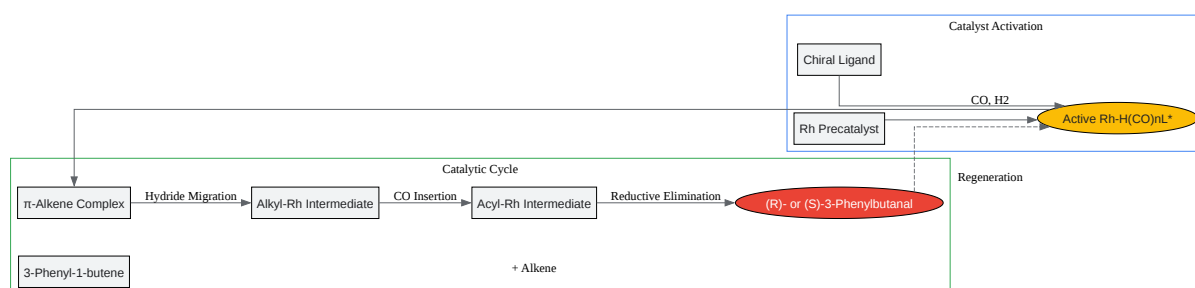 Catalyst Activation
Chiral Ligand
CO, H2
Rh Precatalyst
Active Rh-H(CO)nL*
Catalytic Cycle
Regeneration
π-Alkene Complex
Hydride Migration
Alkyl-Rh Intermediate
CO Insertion
Acyl-Rh Intermediate
Reductive Elimination
(R)- or (S)-3-Phenylbutanal
3-Phenyl-1-butene
+ Alkene